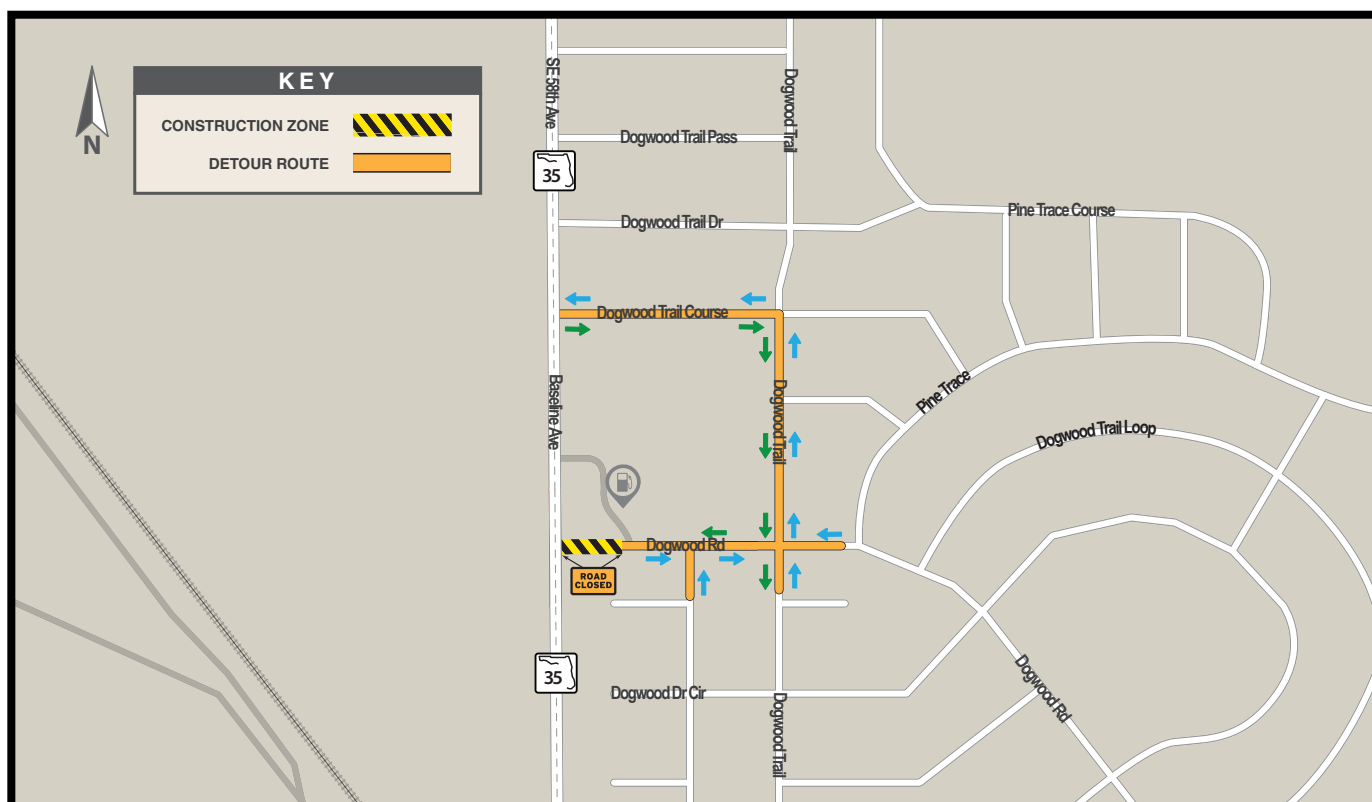 KEY
CONSTRUCTION ZONE
DETOUR ROUTE
N
SE 58th Ave
Dogwood Trail
Dogwood Trail Pass
35
Dogwood Trail Dr
Pine Trace Course
Dogwood Trail Course
Baseline Ave
Dogwood Trail
Pine Trace
Dogwood Trail Loop
Dogwood Rd
ROAD
CLOSED
35
Dogwood Dr Cir
Dogwood Trail
Dogwood Rd